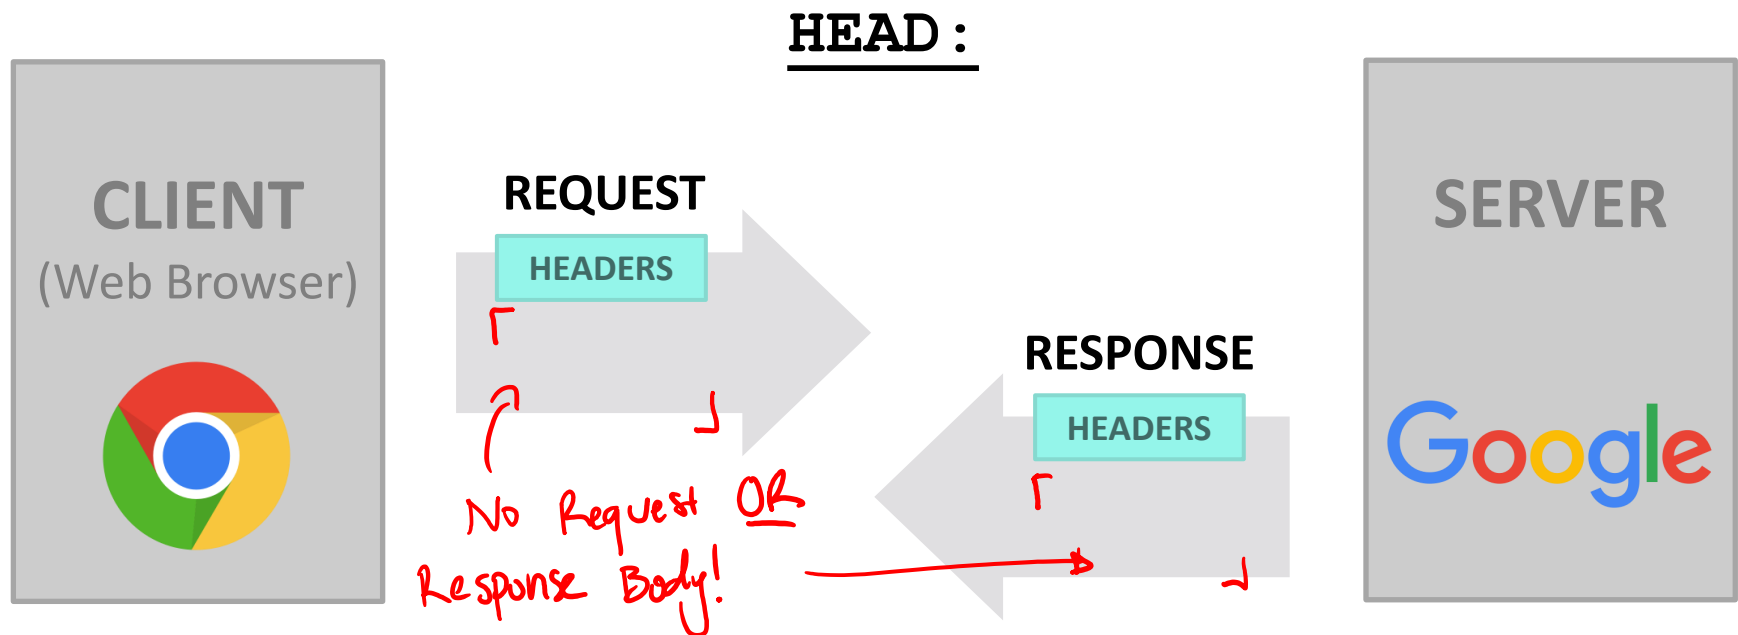 HEAD:
CLIENT
(Web Browser)
REQUEST
HEADERS
SERVER
RESPONSE
HEADERS
Google
No Request OR
Response Body!